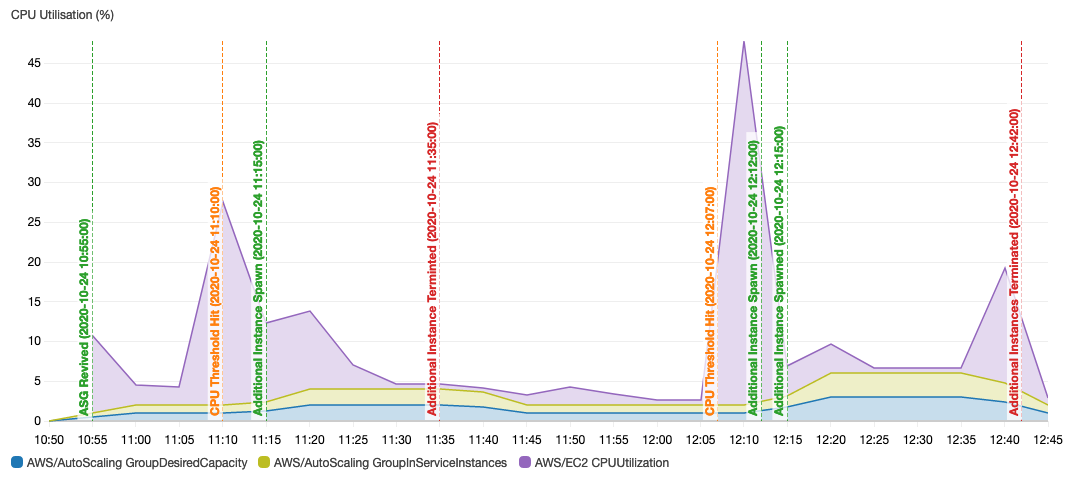 CPU Utilisation (%)
45
40
35
30
25
20
15
10
5
0
ASG Revived (2020-10-24 10:55:00)
CPU Threshold Hit (2020-10-24 11:10:00)
Additional Instance Spawn (2020-10-24 11:15:00)
Additional Instance Terminted (2020-10-24 11:35:00)
CPU Threshold Hit (2020-10-24 12:07:00)
Additional Instance Spawn (2020-10-24 12:12:00)
Additional Instance Spawned (2020-10-24 12:15:00)
Additional Instances Terminated (2020-10-24 12:42:00)
10:50 10:55 11:00 11:05 11:10 11:15 11:20 11:25 11:30 11:35 11:40 11:45 11:50 11:55 12:00 12:05 12:10 12:15 12:20 12:25 12:30 12:35 12:40 12:45
AWS/AutoScaling GroupDesiredCapacity AWS/AutoScaling GroupInServiceInstances AWS/EC2 CPUUtilization